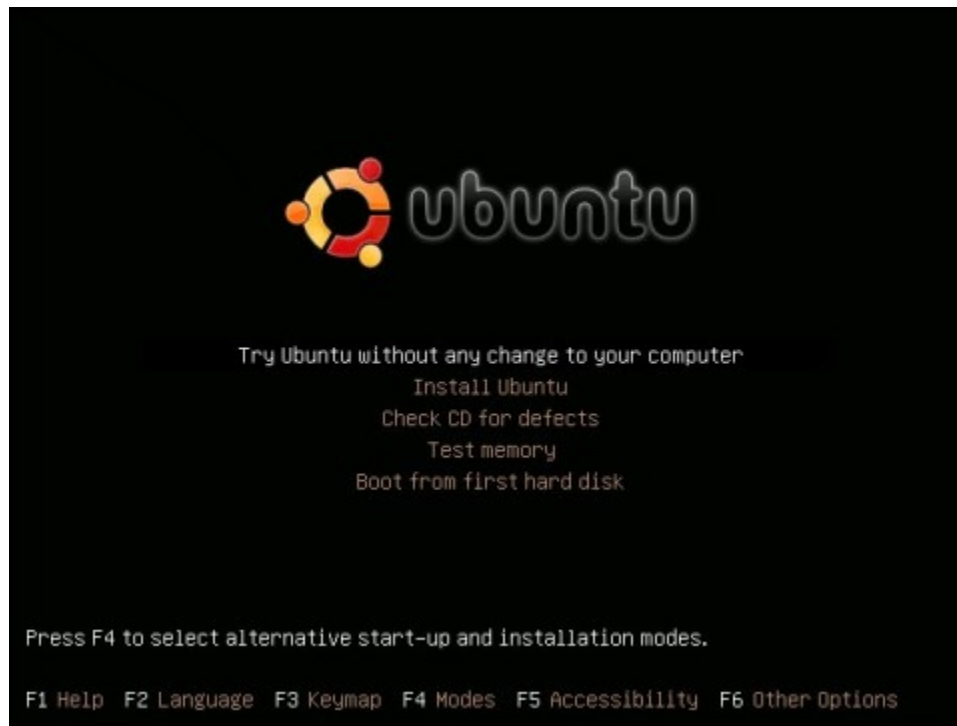 ubuntu
Try Ubuntu without any change to your computer
Install Ubuntu
Check CD for defects
Test memory
Boot from first hard disk
Press F4 to select alternative start-up and installation modes.
F1 Help F2 Language F3 Keymap F4 Modes F5 Accessibility F6 Other Options